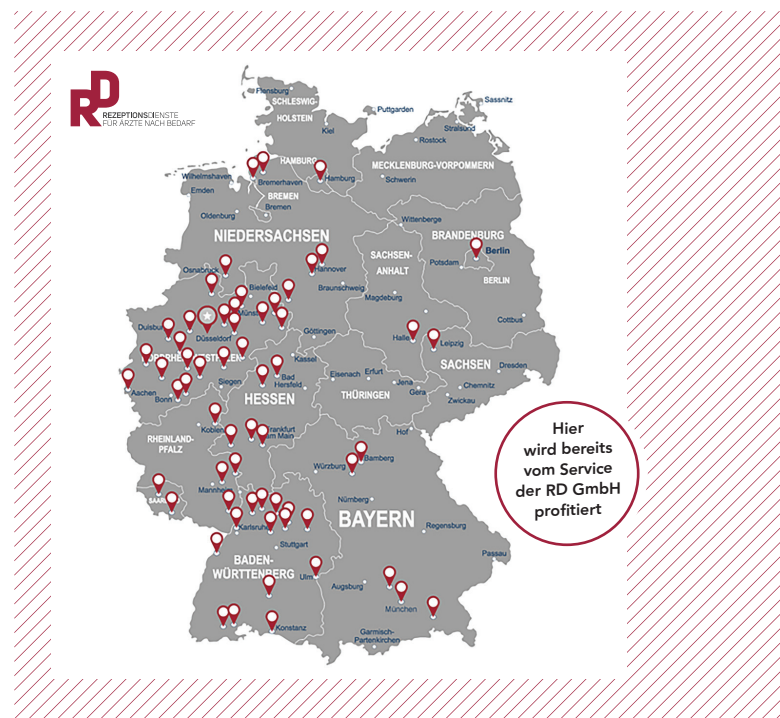 RD
REZEPTIONSDIENSTE
FÜR ÄRZTE NACH BEDARF
Flensburg
SCHLESWIG-
HOLSTEIN
Kiel
Puttgarden
Sassnitz
Stralsund
Rostock
MECKLENBURG-VORPOMMERN
Schwerin
HAMBURG
Hamburg
Wilhelmshaven
Emden
Bremerhaven
BREMEN
Bremen
Oldenburg
NIEDERSACHSEN
Wittenberge
BRANDENBURG
Berlin
Potsdam
BERLIN
SACHSEN-
ANHALT
Osnabrück
Hannover
Braunschweig
Magdeburg
Bielefeld
Cottbus
Duisburg
Düsseldorf
Göttingen
Halle
Leipzig
Kassel
SACHSEN
Dresden
Aachen
Bonn
Siegen
Bad
Hersfeld
HESSEN
Eisenach
Erfurt
Jena
Gera
THÜRINGEN
Chemnitz
Zwickau
Frankfurt
am Main
Hof
RHEINLAND-
PFALZ
Würzburg
Bamberg
Mannheim
Nürnberg
BAYERN
Karlsruhe
Regensburg
Stuttgart
Passau
BADEN-
WÜRTTEMBERG
Ulm
Augsburg
München
Konstanz
Garmisch-
Partenkirchen
Hier
wird bereits
vom Service
der RD GmbH
profitiert